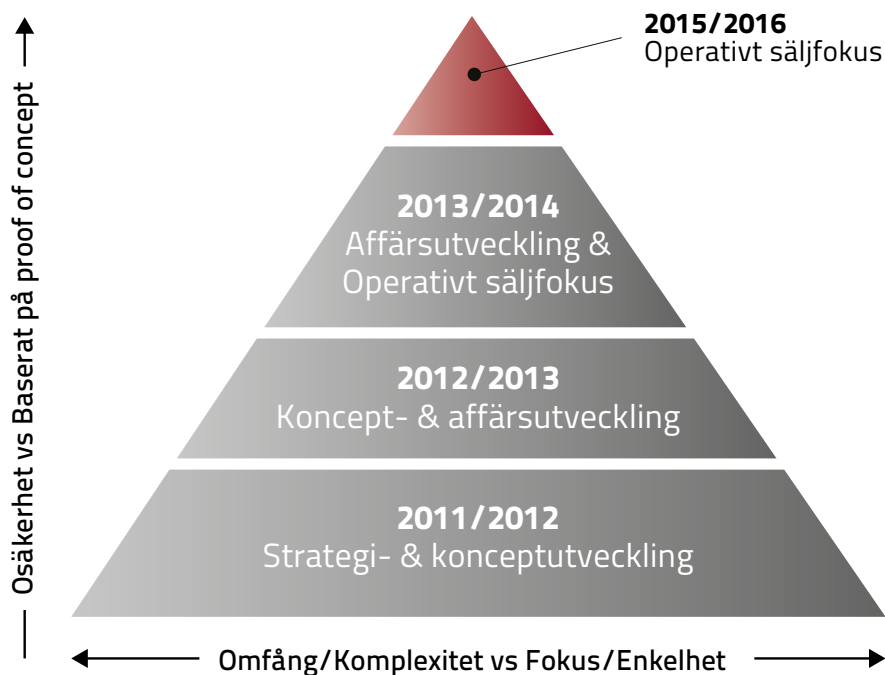 2015/2016
Operativt säljfokus
2013/2014
Affärsutveckling &
Operativt säljfokus
2012/2013
Koncept- & affärsutveckling
2011/2012
Strategi- & konceptutveckling
Osäkerhet vs Baserat på proof of concept
Omfång/Komplexitet vs Fokus/Enkelhet